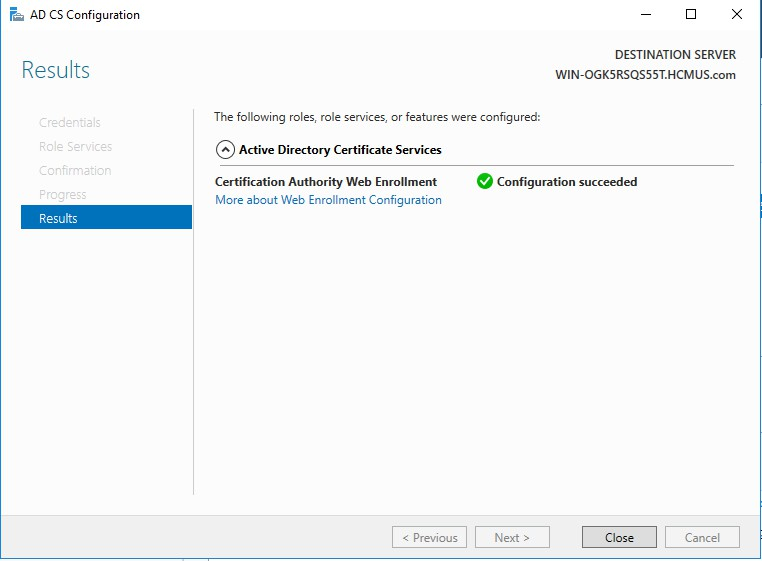 AD CS Configuration
Results
DESTINATION SERVER
WIN-OGK5RSQS55T.HCMUS.com
Credentials
Role Services
Confirmation
Progress
Results
The following roles, role services, or features were configured:
Active Directory Certificate Services
Certification Authority Web Enrollment
Configuration succeeded
More about Web Enrollment Configuration
< Previous
Next >
Close
Cancel